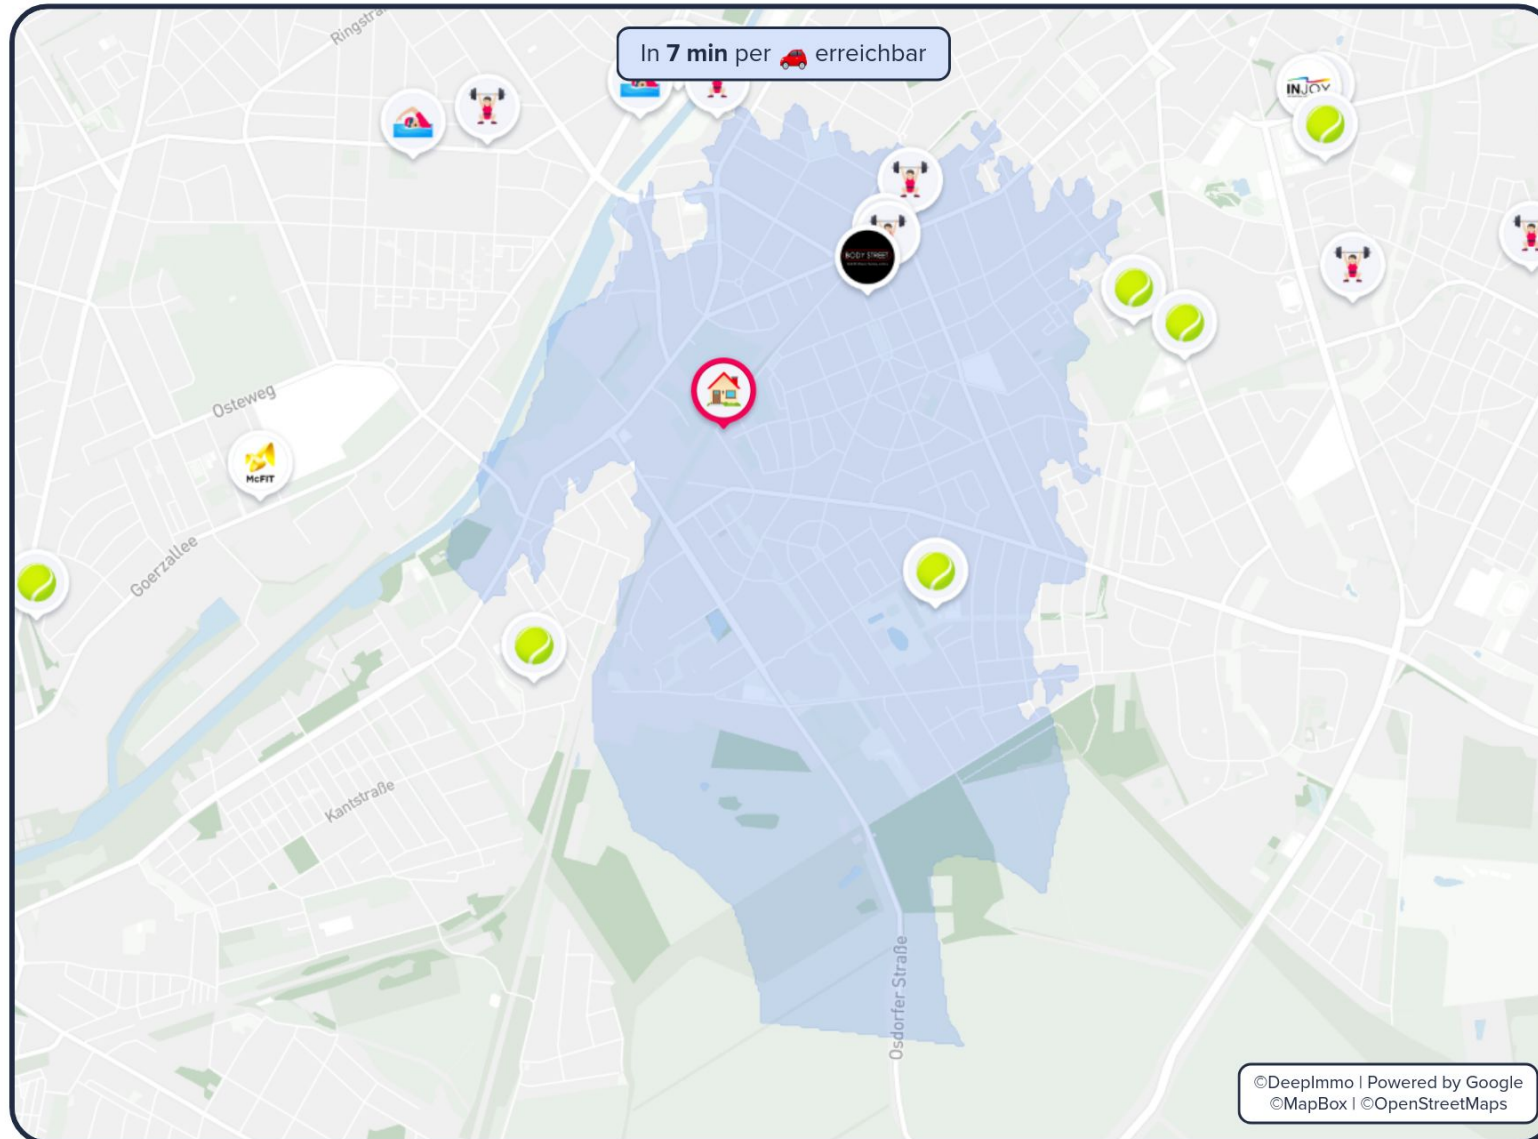 Ringstra
In 7 min per erreichbar
INJOY
BODY STREET
Osteweg
McFIT
Goerzallee
Kantstraße
Osdorfer Straße
©DeepImmo | Powered by Google
©MapBox | ©OpenStreetMaps